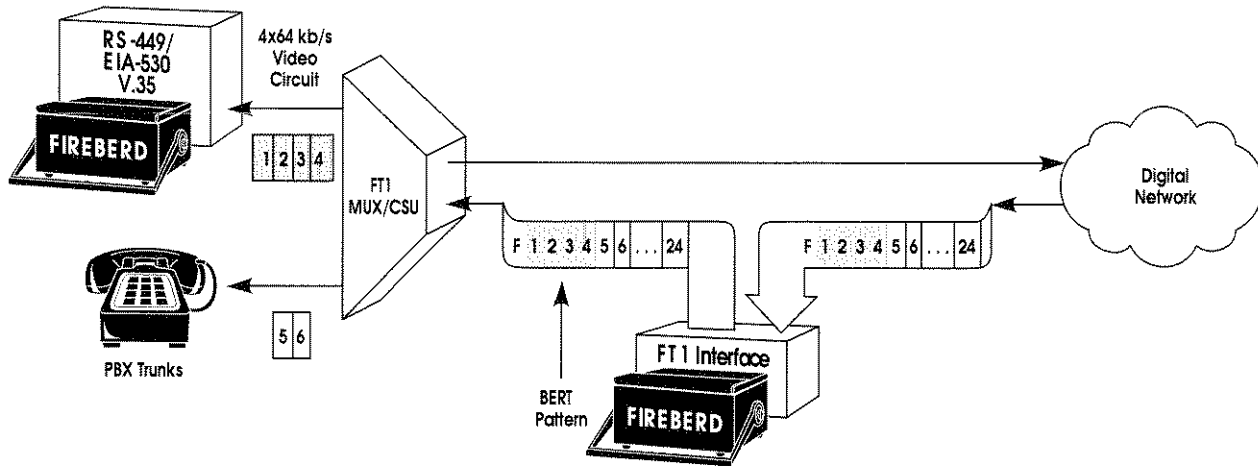 RS-449/
EIA-530
V.35
FIREBERD
4x64 kb/s
Video
Circuit
1 2 3 4
FT1
MUX/CSU
PBX Trunks
5 6
F 1 2 3 4 5 6 ... 24
F 1 2 3 4 5 6 ... 24
BERT
Pattern
FT1 Interface
FIREBERD
Digital
Network